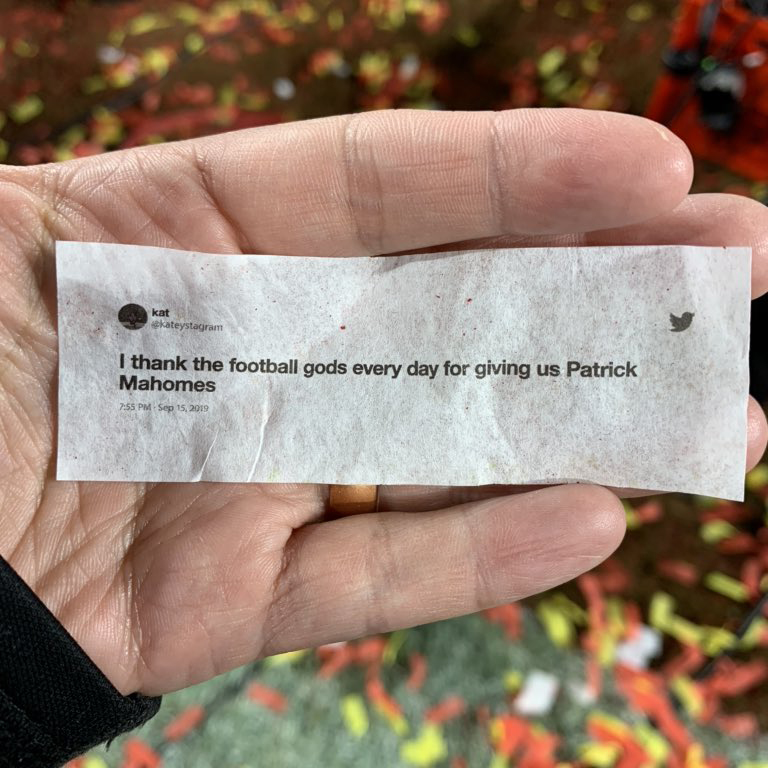 kat
@kateystagram
I thank the football gods every day for giving us Patrick
Mahomes
7:55 PM · Sep 15, 2019